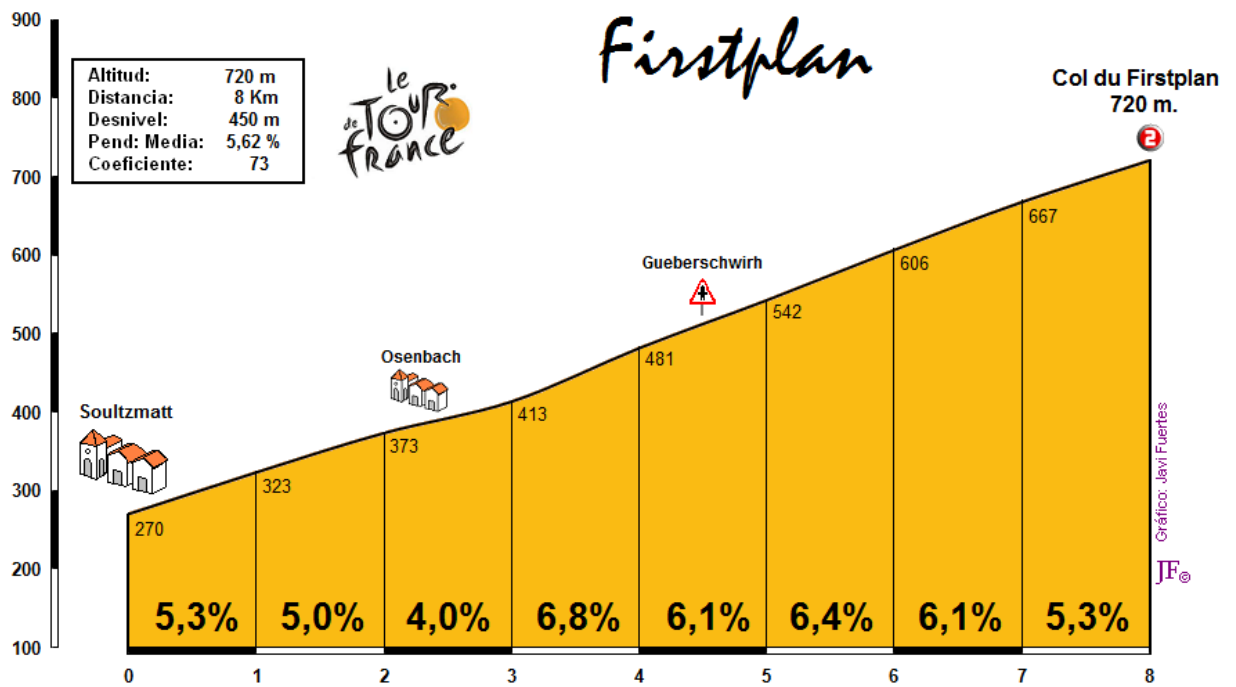 Firstplan
Altitud: 720 m
Distancia: 8 Km
Desnivel: 450 m
Pend: Media: 5,62 %
Coeficiente: 73
Le
de TOUR
france
Col du Firstplan
720 m.
2
900
800
700
600
500
400
300
200
100
Soultzmatt
Osenbach
Gueberschwirh
270
323
373
413
481
542
606
667
5,3% 5,0% 4,0% 6,8% 6,1% 6,4% 6,1% 5,3%
0 1 2 3 4 5 6 7 8
Gráfico: Javi Fuertes
JF©